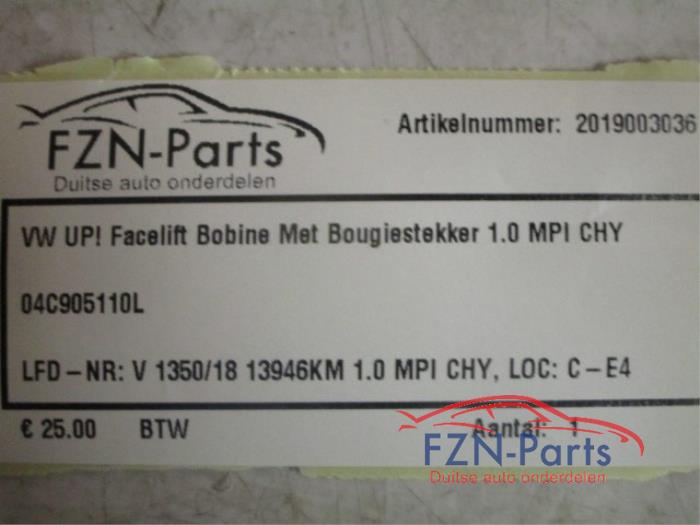 FZN-Parts
Duitse auto onderdelen
Artikelnummer: 2019003036
VW UP! Facelift Bobine Met Bougiestekker 1.0 MPI CHY
04C905110L
LFD-NR: V 1350/18 13946KM 1.0 MPI CHY, LOC: C-E4
€ 25.00 BTW Aantal: 1
FZN-Parts
Duitse auto onderdelen